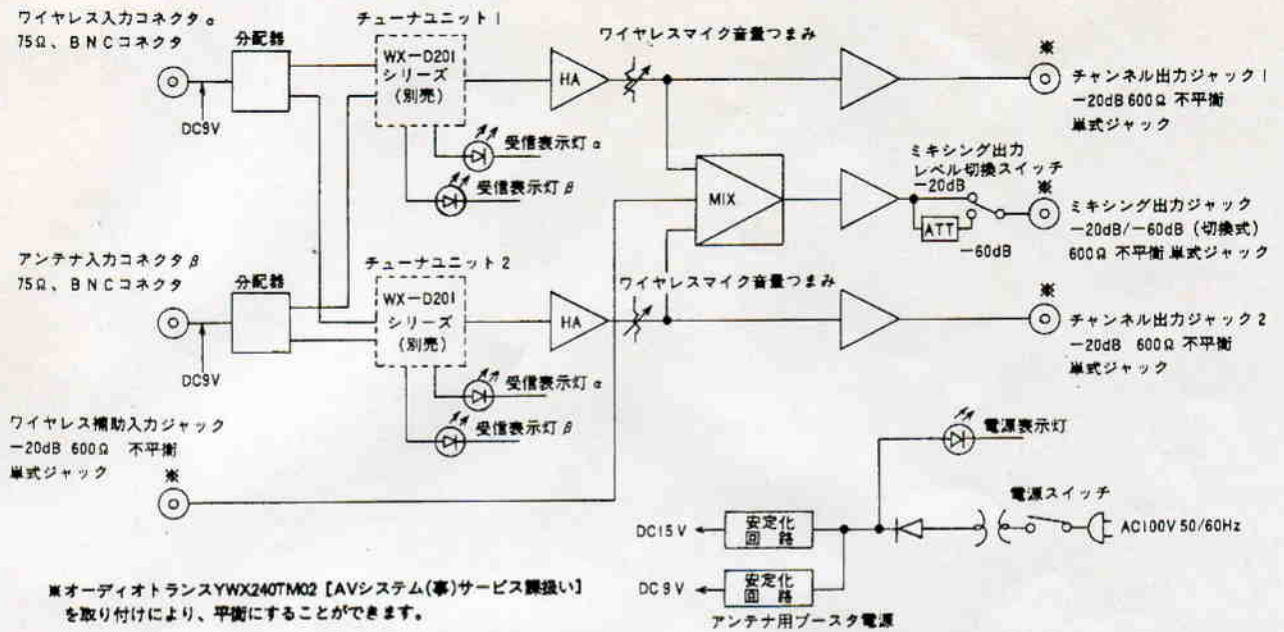 ワイヤレス入力コネクタα
75Ω、BNCコネクタ
分配器
DC9V
チューナユニット1
WX-D201
シリーズ
(別売)
受信表示灯α
受信表示灯β
HA
ワイヤレスマイク音量つまみ
※
チャンネル出力ジャック1
-20dB 600Ω 不平衡
単式ジャック
MIX
ミキシング出力
レベル切換スイッチ
-20dB
ATT
-60dB
※
ミキシング出力ジャック
-20dB/-60dB (切換式)
600Ω 不平衡 単式ジャック
アンテナ入力コネクタβ
75Ω、BNCコネクタ
分配器
DC9V
チューナユニット2
WX-D201
シリーズ
(別売)
受信表示灯α
受信表示灯β
HA
ワイヤレスマイク音量つまみ
※
チャンネル出力ジャック2
-20dB 600Ω 不平衡
単式ジャック
ワイヤレス補助入力ジャック
-20dB 600Ω 不平衡
単式ジャック
※
電源表示灯
電源スイッチ
AC100V 50/60Hz
DC15V
安定化
回路
DC9V
安定化
回路
アンテナ用ブースタ電源
※オーディオトランスYWX240TM02 [AVシステム(事)サービス課扱い]
を取り付けにより、平衡にすることができます。